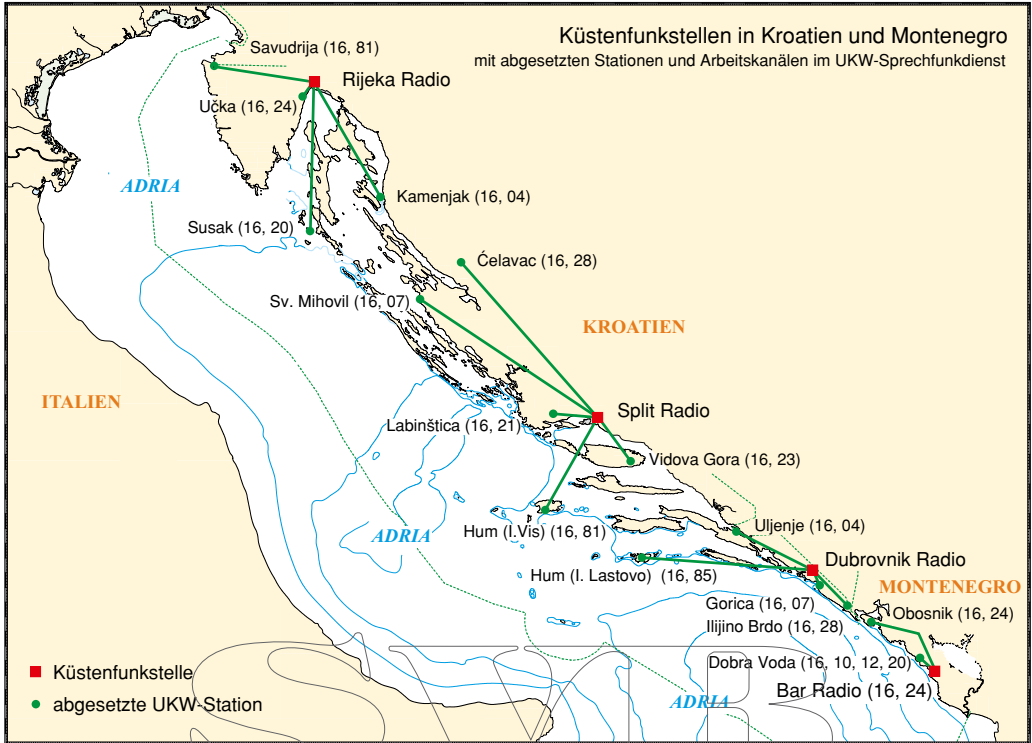 Küstenfunkstellen in Kroatien und Montenegro
mit abgesetzten Stationen und Arbeitskanälen im UKW-Sprechfunkdienst
Savudrija (16, 81)
Rijeka Radio
Učka (16, 24)
ADRIA
Kamenjak (16, 04)
Susak (16, 20)
Ćelavac (16, 28)
Sv. Mihovil (16, 07)
KROATIEN
ITALIEN
Split Radio
Labinštica (16, 21)
Vidova Gora (16, 23)
Hum (I.Vis) (16, 81)
ADRIA
Uljenje (16, 04)
Dubrovnik Radio
Hum (I. Lastovo) (16, 85)
MONTENEGRO
Gorica (16, 07)
Obosnik (16, 24)
Ilijino Brdo (16, 28)
Dobra Voda (16, 10, 12, 20)
Bar Radio (16, 24)
ADRIA
Küstenfunkstelle
abgesetzte UKW-Station